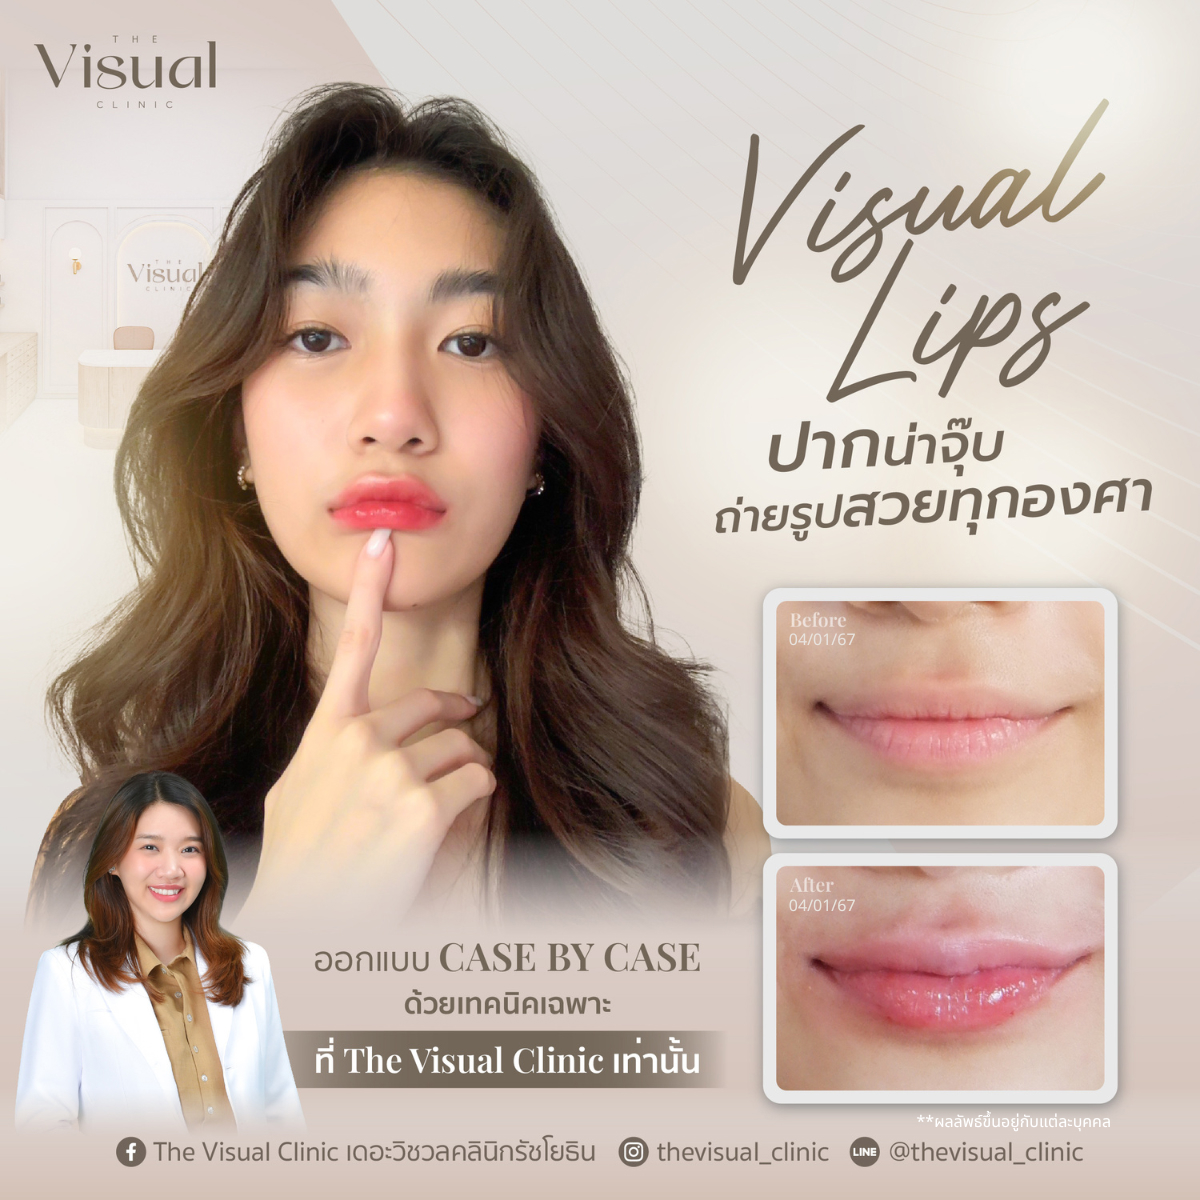 THE
Visual
CLINIC
THE
Visual
CLINIC
Visual
Lips
ปากน่าจุ๊บ
ถ่ายรูปสวยทุกองศา
Before
04/01/67
After
04/01/67
ออกแบบ CASE BY CASE
ด้วยเทคนิคเฉพาะ
ที่ The Visual Clinic เท่านั้น
**ผลลัพธ์ขึ้นอยู่กับแต่ละบุคคล
The Visual Clinic เดอะวิชวลคลินิกรัชโยธิน thevisual_clinic LINE @thevisual_clinic